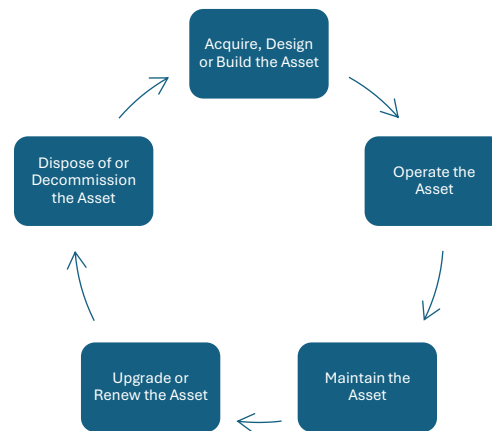 Acquire, Design
or Build the Asset
Operate the
Asset
Maintain the
Asset
Upgrade or
Renew the Asset
Dispose of or
Decommission
the Asset